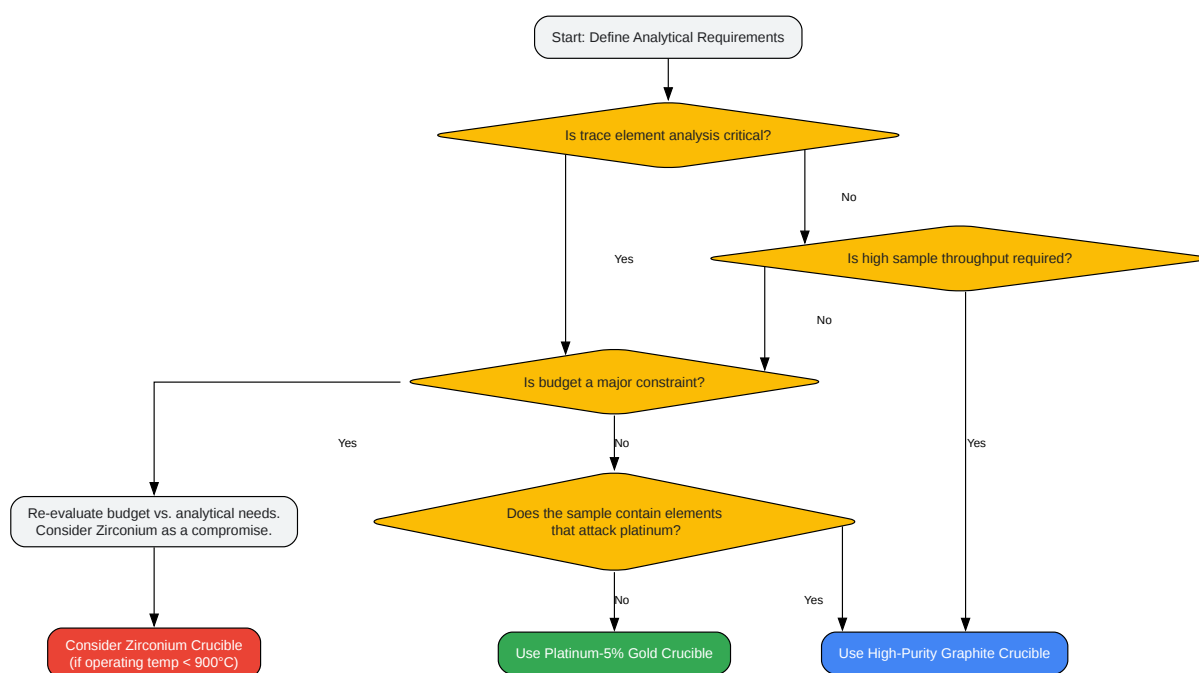 Start: Define Analytical Requirements
Is trace element analysis critical?
No
Yes
Is high sample throughput required?
No
Is budget a major constraint?
Yes
No
Yes
Re-evaluate budget vs. analytical needs.
Consider Zirconium as a compromise.
Does the sample contain elements
that attack platinum?
No
Yes
Consider Zirconium Crucible
(if operating temp < 900°C)
Use Platinum-5% Gold Crucible
Use High-Purity Graphite Crucible